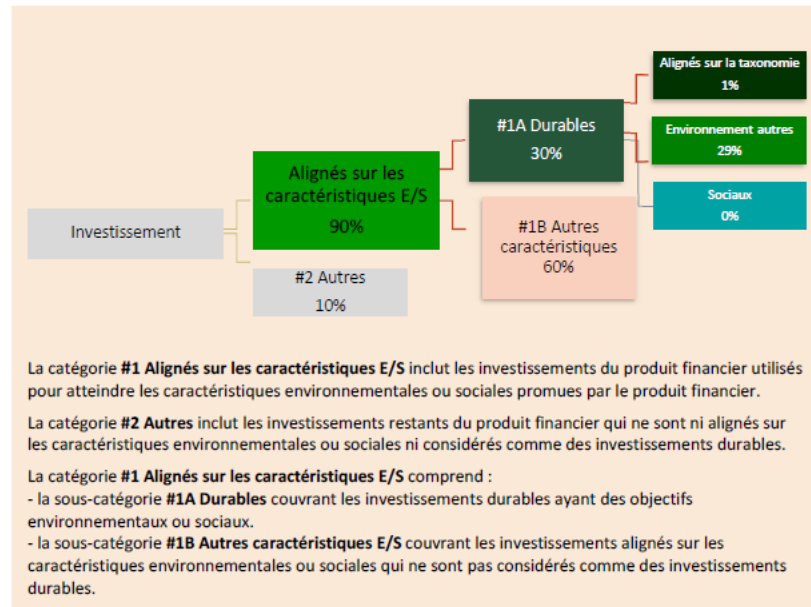 Alignés sur la taxonomie
1%
#1A Durables
30%
Environnement autres
29%
Alignés sur les
caractéristiques E/S
90%
Sociaux
0%
Investissement
#1B Autres
caractéristiques
60%
#2 Autres
10%
La catégorie #1 Alignés sur les caractéristiques E/S inclut les investissements du produit financier utilisés
pour atteindre les caractéristiques environnementales ou sociales promues par le produit financier.
La catégorie #2 Autres inclut les investissements restants du produit financier qui ne sont ni alignés sur
les caractéristiques environnementales ou sociales ni considérés comme des investissements durables.
La catégorie #1 Alignés sur les caractéristiques E/S comprend :
- la sous-catégorie #1A Durables couvrant les investissements durables ayant des objectifs
environnementaux ou sociaux.
- la sous-catégorie #1B Autres caractéristiques E/S couvrant les investissements alignés sur les
caractéristiques environnementales ou sociales qui ne sont pas considérés comme des investissements
durables.